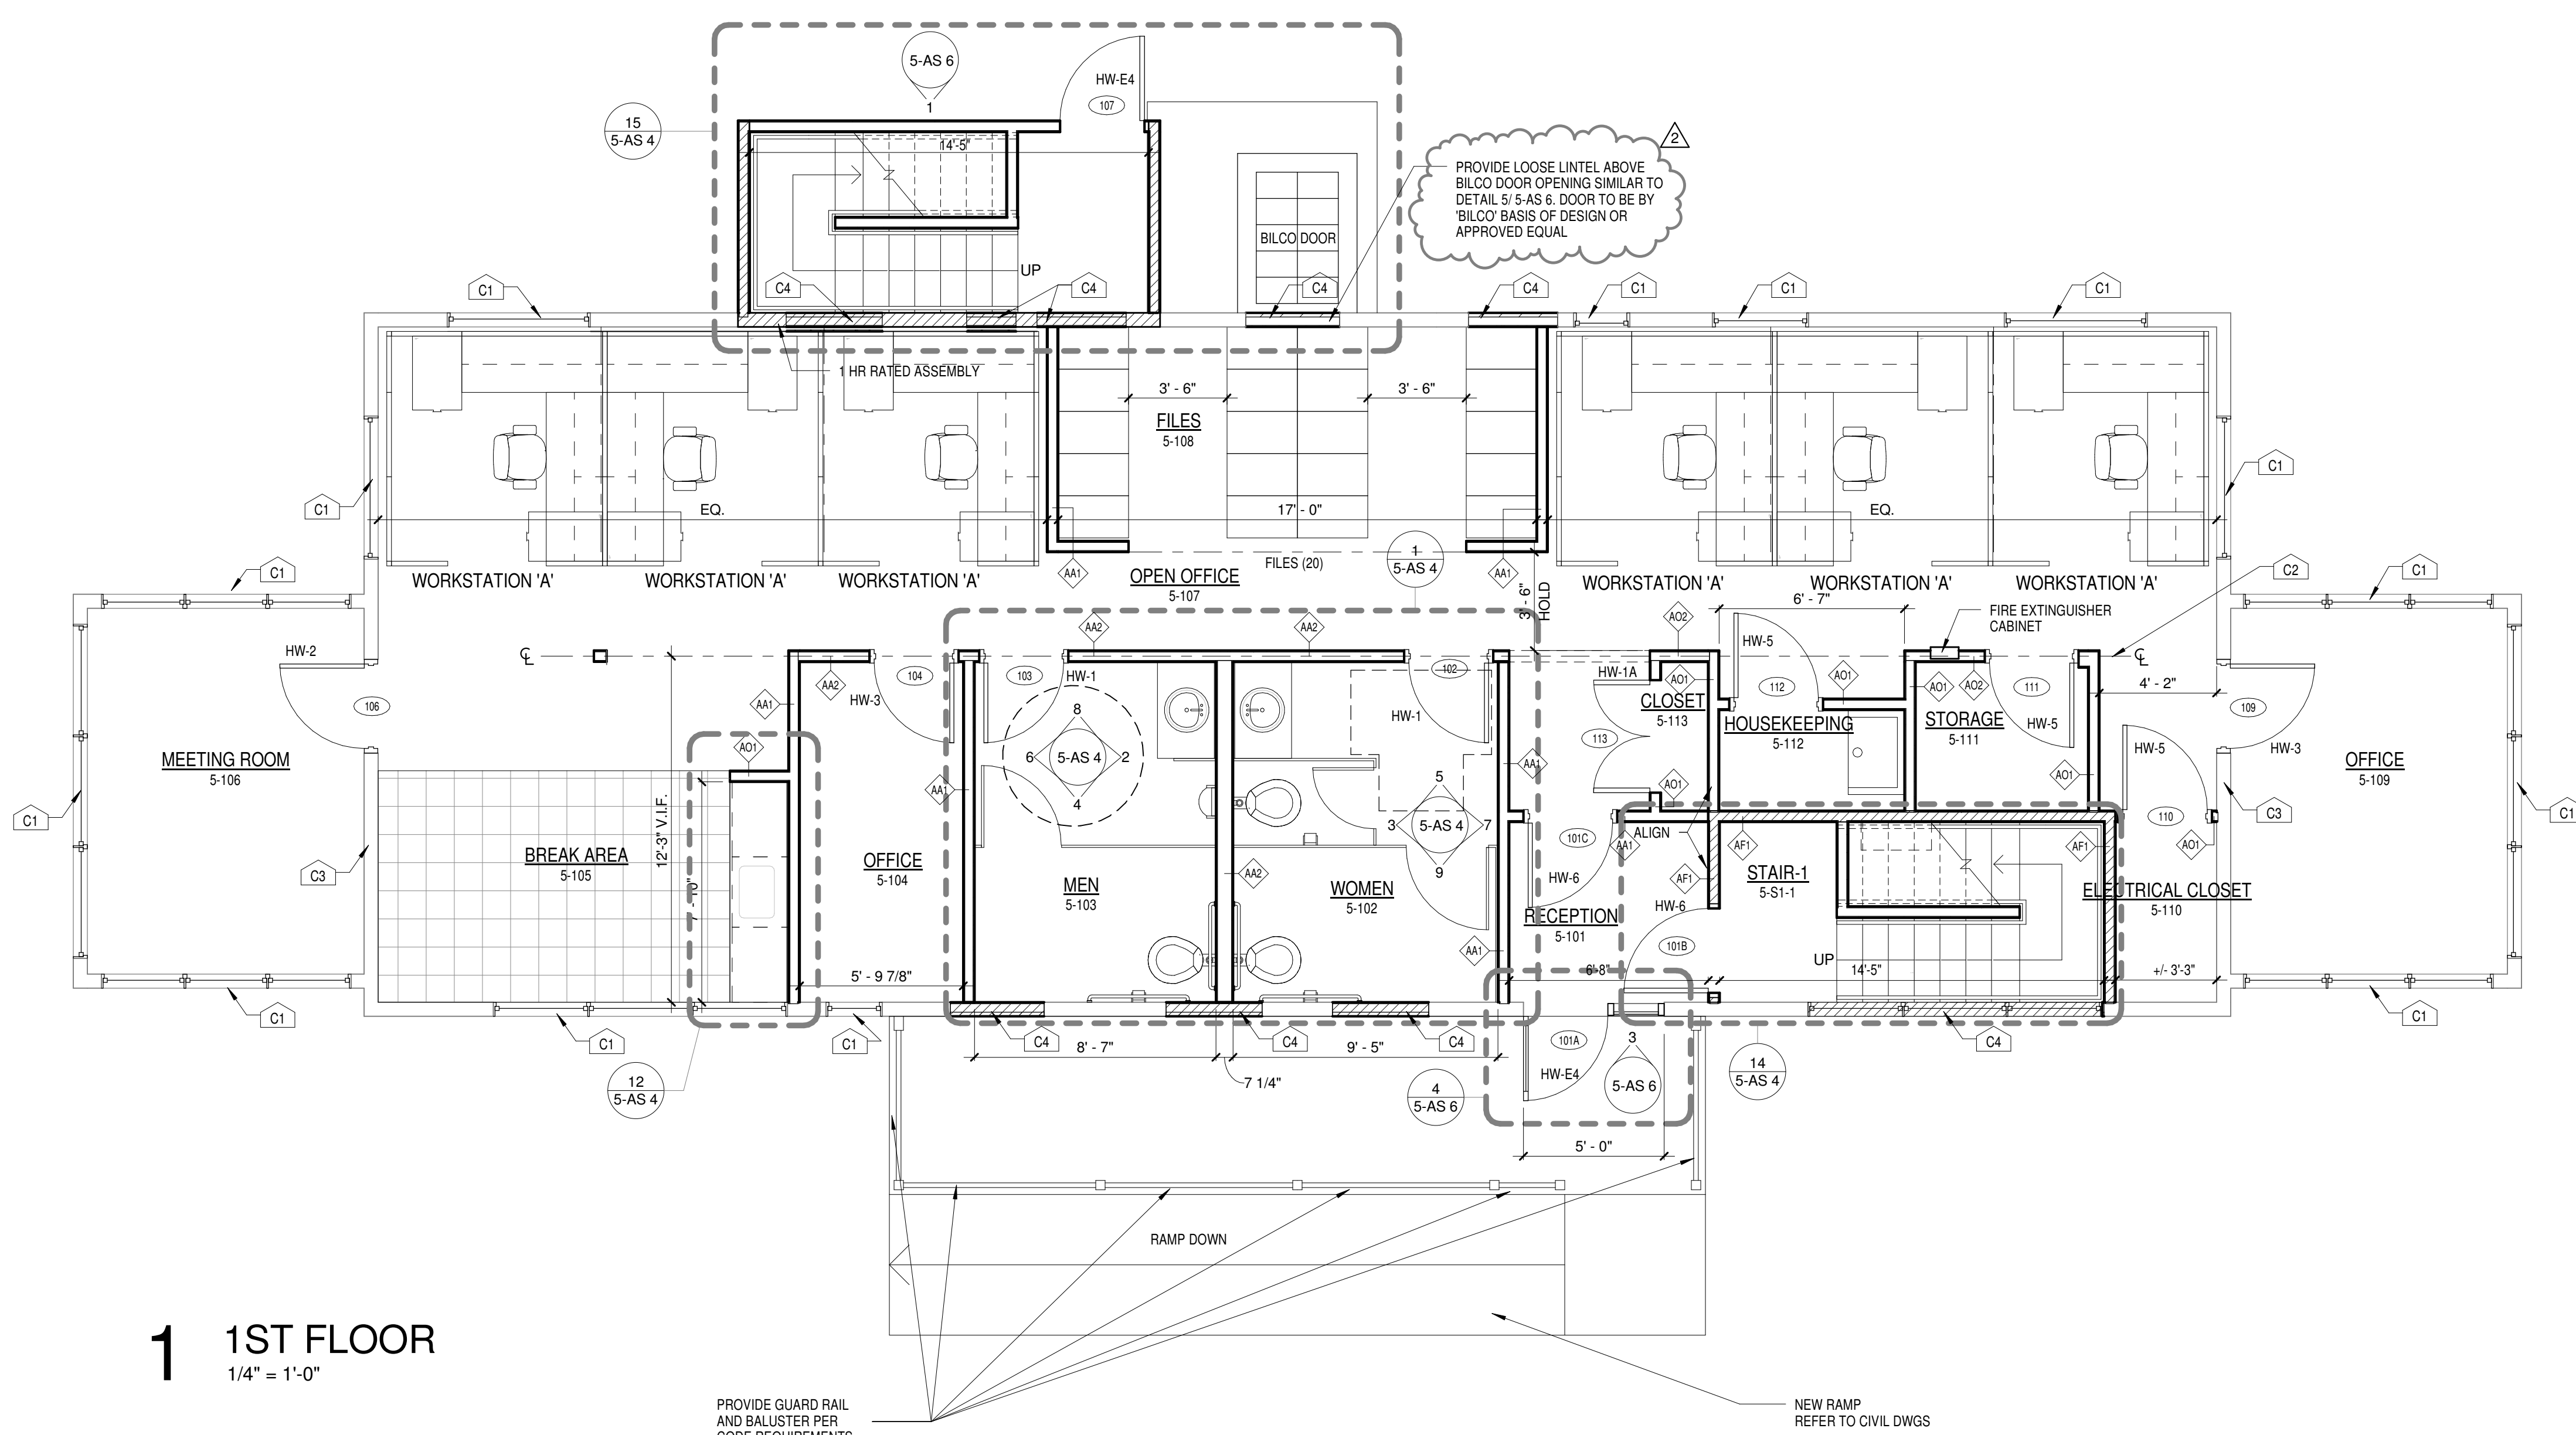 5-AS 6
1
HW-E4
107
15
5-AS 4
14'-5"
2
PROVIDE LOOSE LINTEL ABOVE
BILCO DOOR OPENING SIMILAR TO
DETAIL 5/ 5-AS 6. DOOR TO BE BY
'BILCO' BASIS OF DESIGN OR
APPROVED EQUAL
BILCO DOOR
UP
C1
C4
C4
C4
C4
C1
C1
C1
1 HR RATED ASSEMBLY
3' - 6"
3' - 6"
FILES
5-108
C1
C1
EQ.
17' - 0"
EQ.
1
5-AS 4
FILES (20)
AA1
AA1
C1
C2
C1
WORKSTATION 'A'
WORKSTATION 'A'
WORKSTATION 'A'
OPEN OFFICE
5-107
WORKSTATION 'A'
WORKSTATION 'A'
WORKSTATION 'A'
3' - 6"
HOLD
6' - 7"
FIRE EXTINGUISHER
CABINET
AA2
AA2
AO2
HW-5
HW-2
CL
CL
104
103
HW-1
102
HW-1A
AO1
112
AO1
AO1
AO2
111
4' - 2"
AA2
HW-3
AA1
106
HW-1
CLOSET
5-113
HOUSEKEEPING
5-112
STORAGE
5-111
HW-5
109
HW-5
HW-3
8
6
5-AS 4
2
4
113
AO1
MEETING ROOM
5-106
AA1
AA1
AO1
AO1
OFFICE
5-109
5
3
5-AS 4
7
9
C1
C3
C1
12'-3" V.I.F.
101C
ALIGN
AA1
AF1
AF1
110
AO1
C3
BREAK AREA
5-105
OFFICE
5-104
MEN
5-103
AA2
WOMEN
5-102
HW-6
AF1
STAIR-1
5-S1-1
ELECTRICAL CLOSET
5-110
HW-6
RECEPTION
5-101
101B
AA1
UP
5' - 9 7/8"
6'-8"
14'-5"
+/- 3'-3"
C1
C1
C1
C4
8' - 7"
C4
9' - 5"
C4
101A
3
C4
C1
7 1/4"
HW-E4
5-AS 6
12
5-AS 4
4
5-AS 6
14
5-AS 4
5' - 0"
RAMP DOWN
1
1ST FLOOR
1/4" = 1'-0"
PROVIDE GUARD RAIL
AND BALUSTER PER
CODE REQUIREMENTS
NEW RAMP
REFER TO CIVIL DWGS